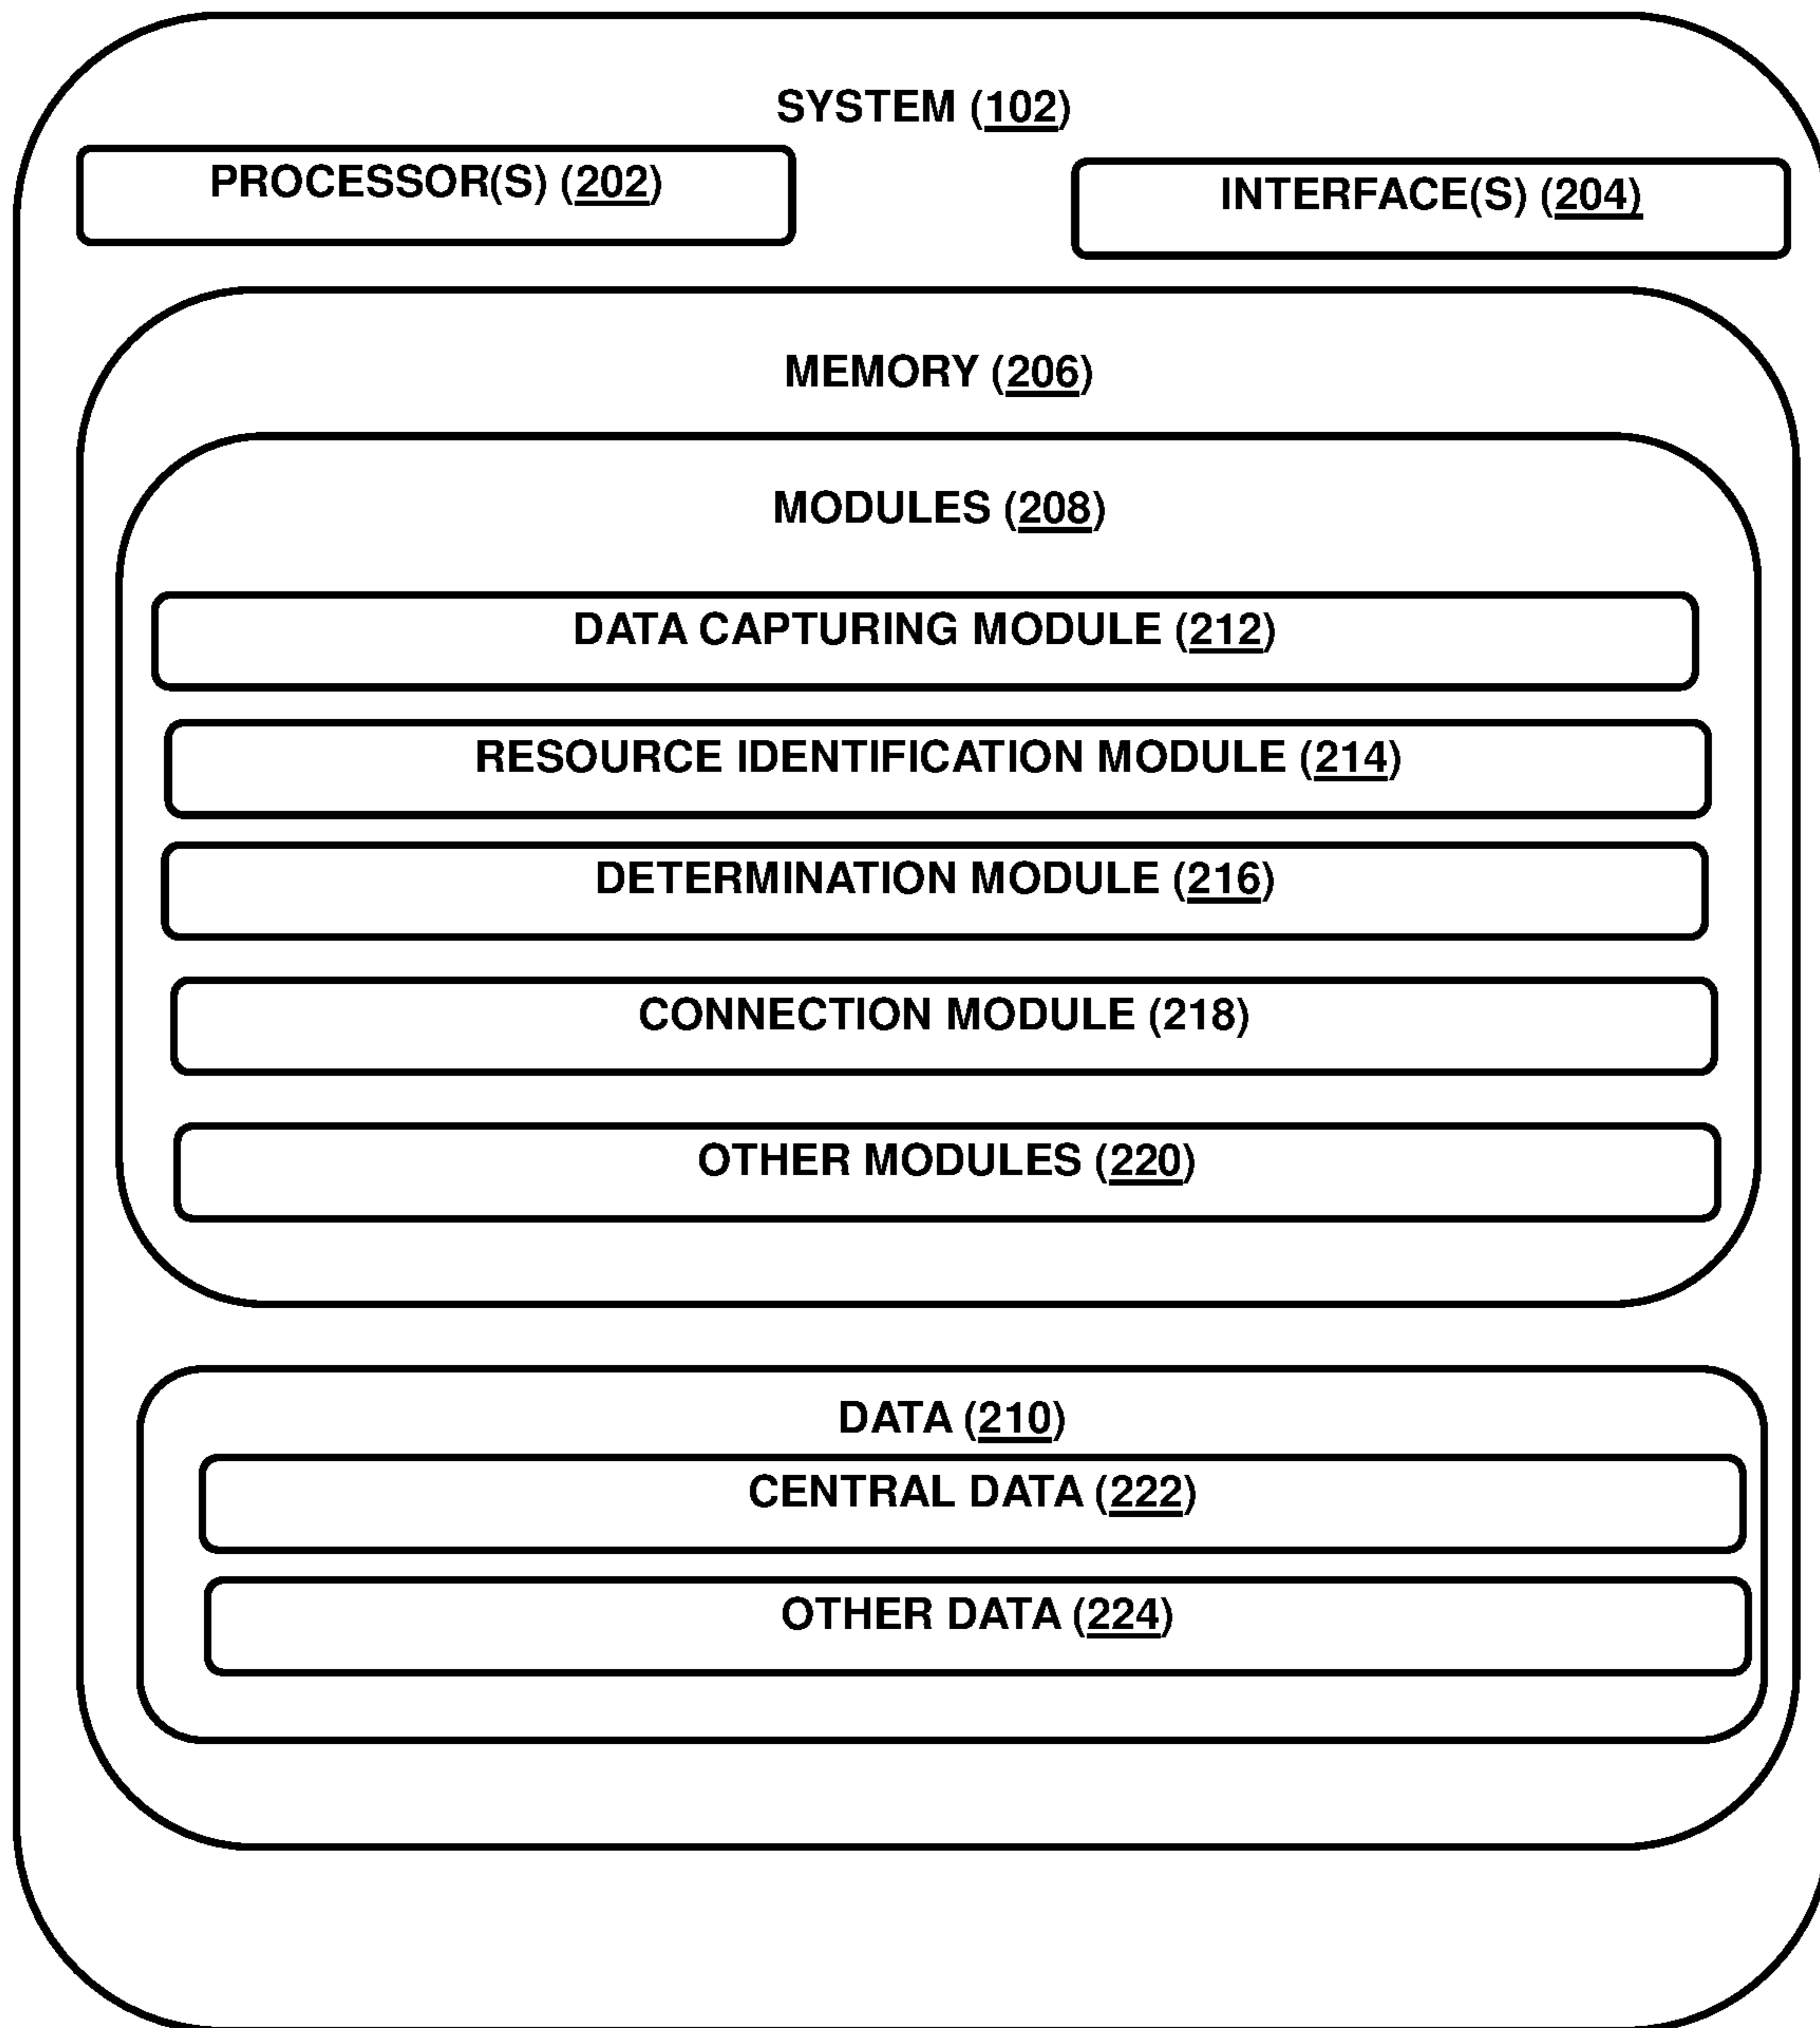 SYSTEM (102)
PROCESSOR(S) (202)
INTERFACE(S) (204)
MEMORY (206)
MODULES (208)
DATA CAPTURING MODULE (212)
RESOURCE IDENTIFICATION MODULE (214)
DETERMINATION MODULE (216)
CONNECTION MODULE (218)
OTHER MODULES (220)
DATA (210)
CENTRAL DATA (222)
OTHER DATA (224)